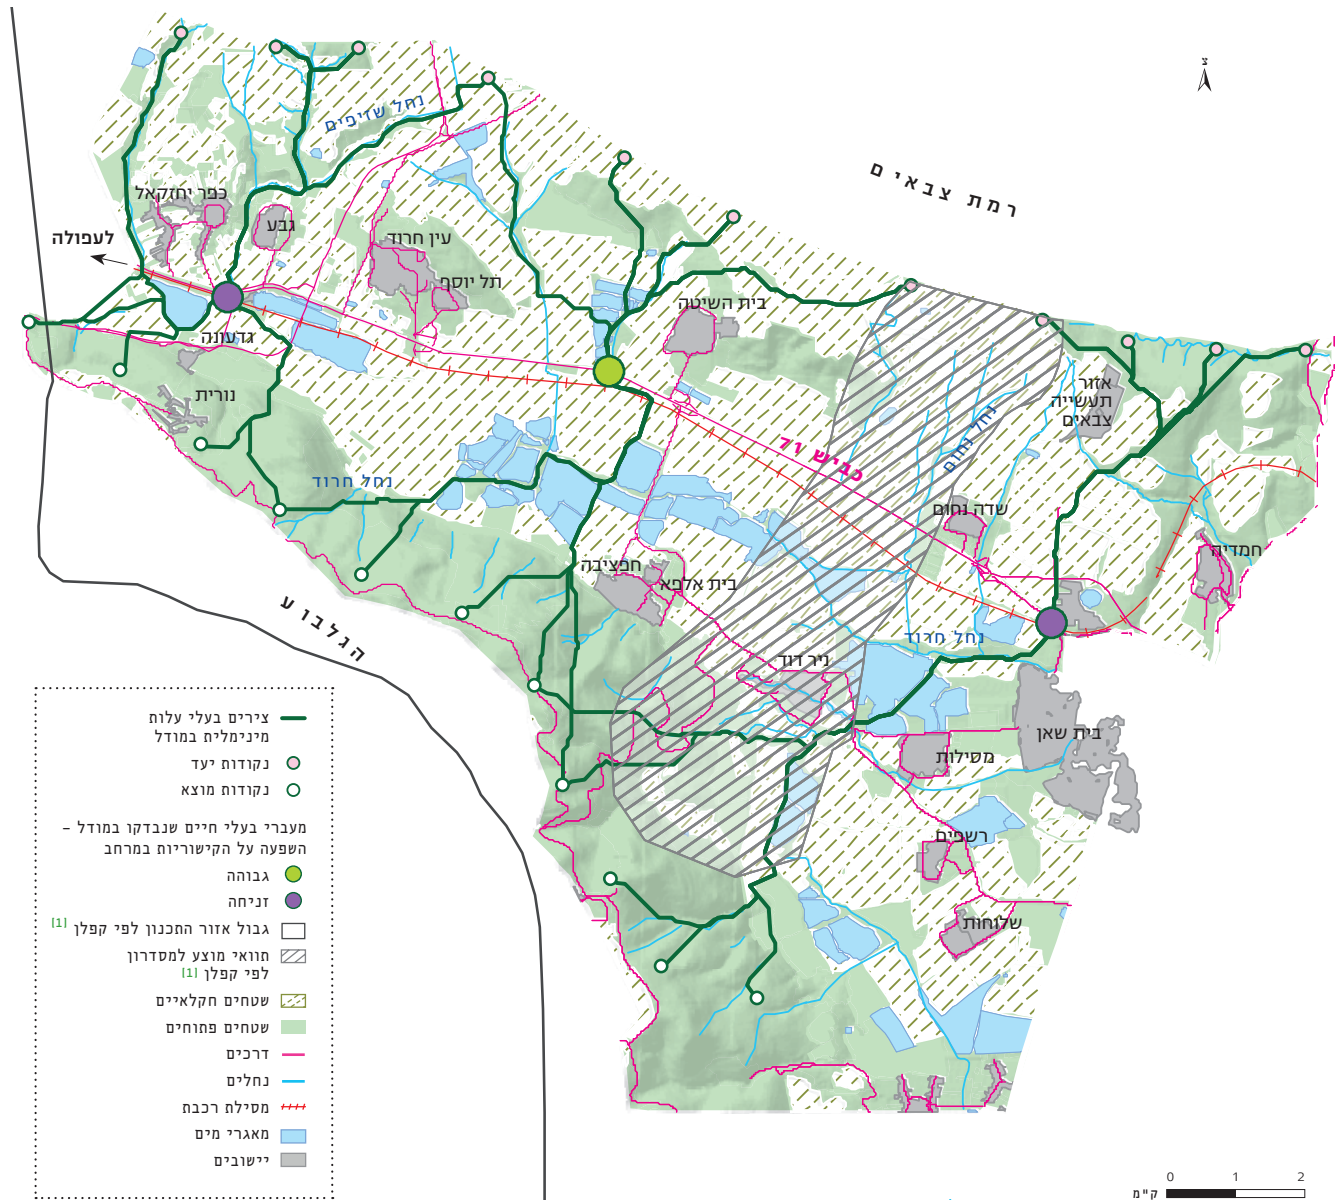 צ
רמת צבאים
נחל שזיפים
כפר יחזקאל
גבע
לעפולה
עין חרוד
תל יוסף
בית השיטה
גדעונה
נורית
אזור
תעשייה
צבאים
נחל נחום
כביש 71
נחל חרוד
שדה נחום
חמדיה
חפציבה
בית אלפא
הגלבוע
נחל חרוד
ניר דוד
בית שאן
מסילות
רשפים
שלוחות
צירים בעלי עלות
מינימלית במודל
נקודות יעד
נקודות מוצא
מעברי בעלי חיים שנבדקו במודל –
השפעה על הקישוריות במרחב
גבוהה
זניחה
גבול אזור התכנון לפי קפלן [1]
תוואי מוצע למסדרון
לפי קפלן [1]
שטחים חקלאיים
שטחים פתוחים
דרכים
נחלים
מסילת רכבת
מאגרי מים
יישובים
0 1 2
ק"מ